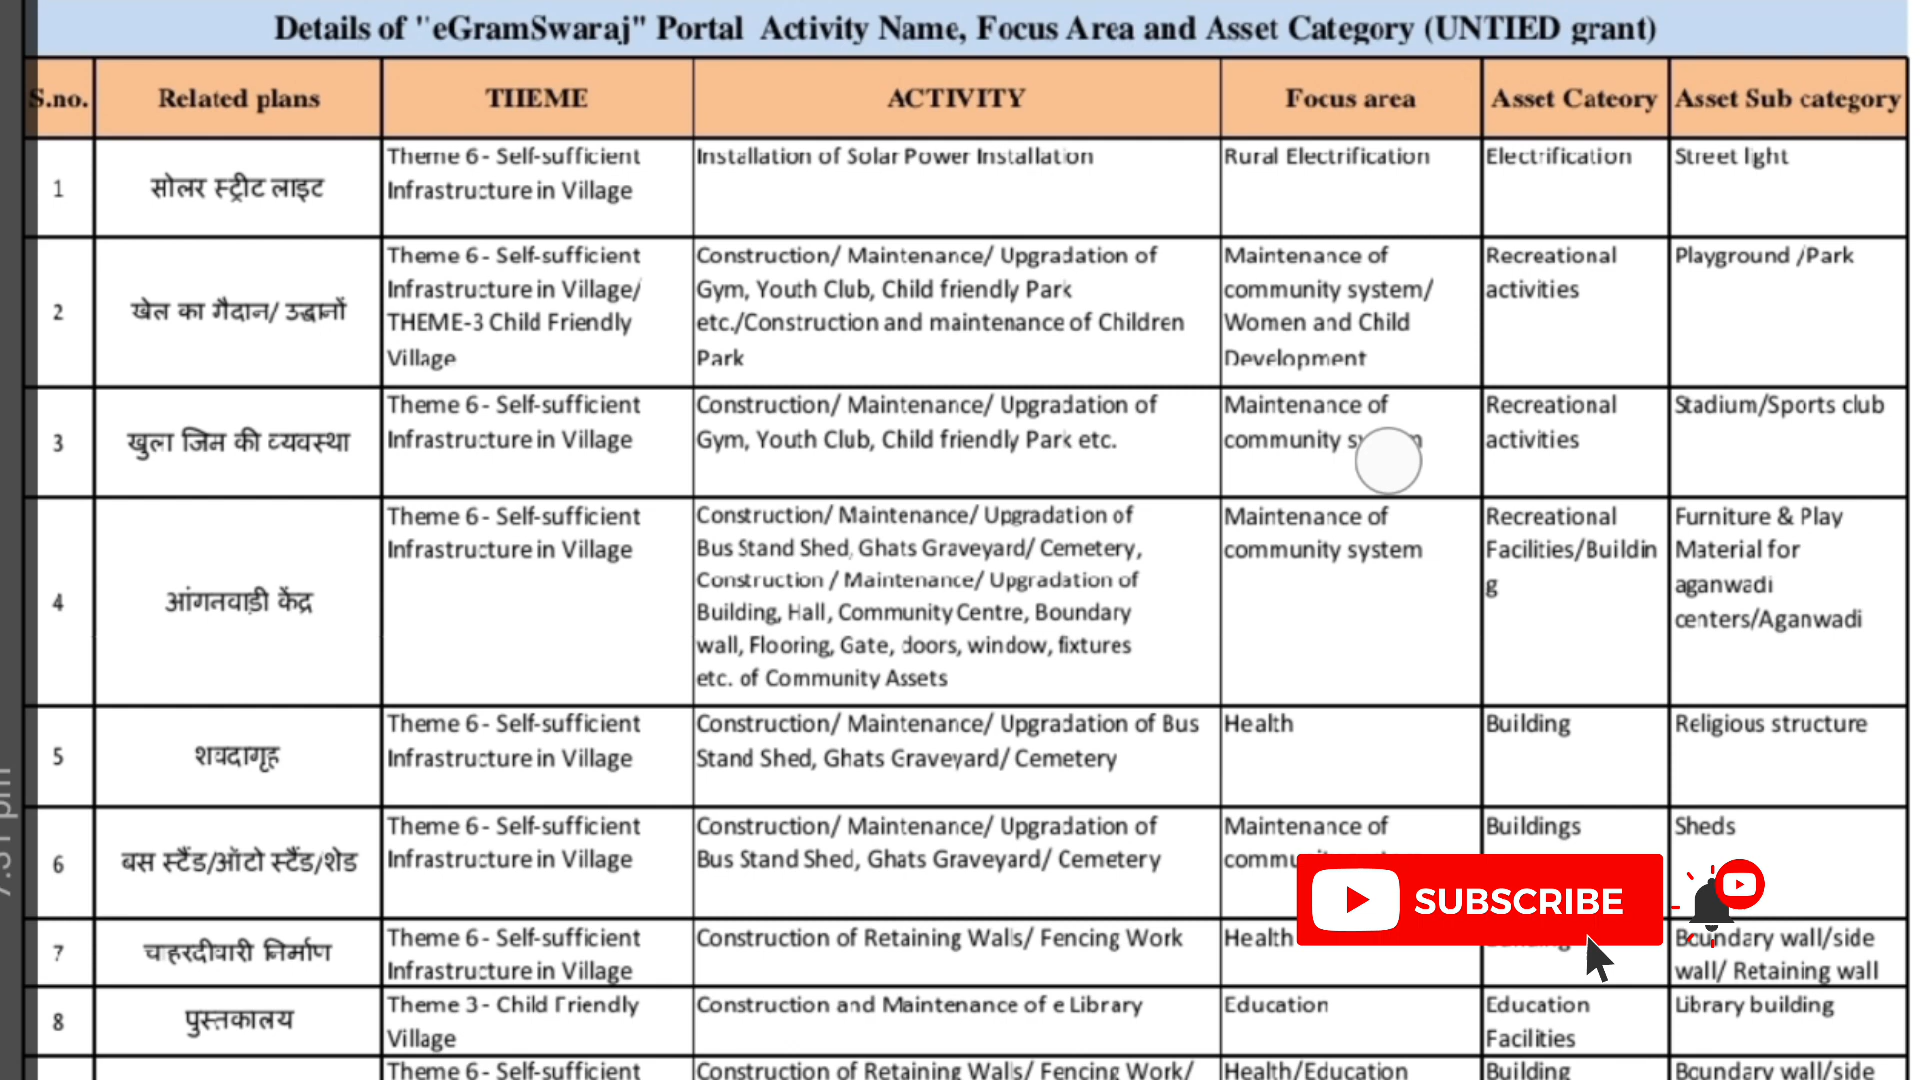 Details of "eGramSwaraj" Portal Activity Name, Focus Area and Asset Category (UNTIED grant)
S.no. Related plans THEME ACTIVITY Focus area Asset Cateory Asset Sub category
1
सोलर स्ट्रीट लाइट
Theme 6 - Self-sufficient
Infrastructure in Village
Installation of Solar Power Installation
Rural Electrification
Electrification
Street light
2
खेल का मैदान/ उद्धानों
Theme 6 - Self-sufficient
Infrastructure in Village/
THEME-3 Child Friendly
Village
Construction/ Maintenance/ Upgradation of
Gym, Youth Club, Child friendly Park
etc./Construction and maintenance of Children
Park
Maintenance of
community system/
Women and Child
Development
Recreational
activities
Playground /Park
3
खुला जिम की व्यवस्था
Theme 6 - Self-sufficient
Infrastructure in Village
Construction/ Maintenance/ Upgradation of
Gym, Youth Club, Child friendly Park etc.
Maintenance of
community
Recreational
activities
Stadium/Sports club
4
आंगनवाड़ी केंद्र
Theme 6 - Self-sufficient
Infrastructure in Village
Construction/ Maintenance/ Upgradation of
Bus Stand Shed, Ghats Graveyard/ Cemetery,
Construction / Maintenance/ Upgradation of
Building, Hall, Community Centre, Boundary
wall, Flooring, Gate, doors, window, fixtures
etc. of Community Assets
Maintenance of
community system
Recreational
Facilities/Buildin
g
Furniture & Play
Material for
aganwadi
centers/Aganwadi
5
शवदागृह
Theme 6 - Self-sufficient
Infrastructure in Village
Construction/ Maintenance/ Upgradation of Bus
Stand Shed, Ghats Graveyard/ Cemetery
Health
Building
Religious structure
6
बस स्टैंड/ऑटो स्टैंड/शेड
Theme 6 - Self-sufficient
Infrastructure in Village
Construction/ Maintenance/ Upgradation of
Bus Stand Shed, Ghats Graveyard/ Cemetery
Maintenance of
Buildings
Sheds
SUBSCRIBE
7
चाहरदीवारी निर्माण
Theme 6 - Self-sufficient
Infrastructure in Village
Construction of Retaining Walls/ Fencing Work
Health
Boundary wall/side
wall/ Retaining wall
8
पुस्तकालय
Theme 3 - Child Friendly
Village
Construction and Maintenance of e Library
Education
Education
Facilities
Library building
Theme 6 - Self-sufficient
Construction of Retaining Walls/ Fencing Work/
Health/Education
Building
Boundary wall/side